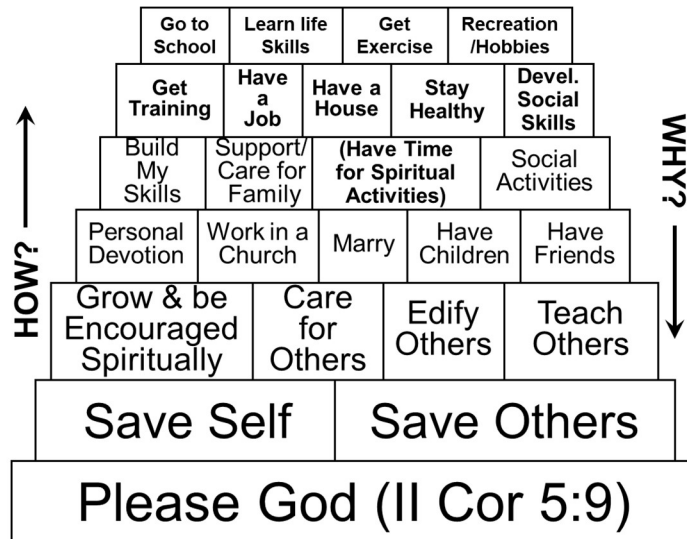 Go to
School
Learn life
Skills
Get
Exercise
Recreation
/Hobbies
Get
Training
Have
a
Job
Have a
House
Stay
Healthy
Devel.
Social
Skills
Build
My
Skills
Support/
Care for
Family
(Have Time
for Spiritual
Activities)
Social
Activities
Personal
Devotion
Work in a
Church
Marry
Have
Children
Have
Friends
Grow & be
Encouraged
Spiritually
Care
for
Others
Edify
Others
Teach
Others
Save Self
Save Others
Please God (II Cor 5:9)
HOW?
WHY?